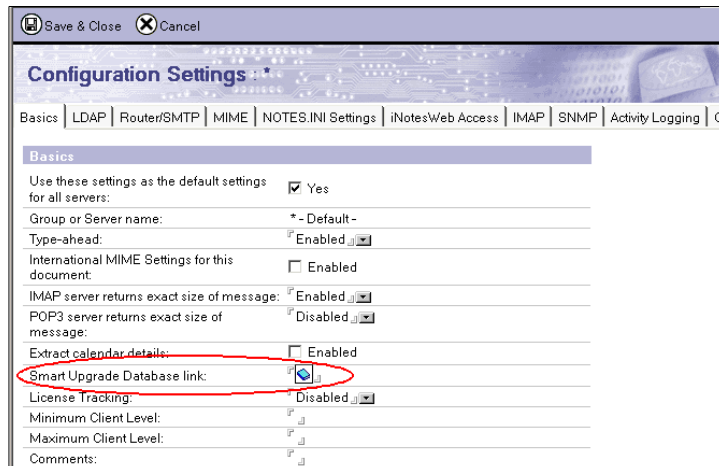 Save & Close Cancel
Configuration Settings : *
Basics LDAP Router/SMTP MIME NOTES.INI Settings iNotesWeb Access IMAP SNMP Activity Logging
Basics
Use these settings as the default settings
for all servers:
Yes
Group or Server name: * - Default -
Type-ahead: Enabled
International MIME Settings for this
document:
Enabled
IMAP server returns exact size of message: Enabled
POP3 server returns exact size of
message:
Disabled
Extract calendar details: Enabled
Smart Upgrade Database link:
License Tracking: Disabled
Minimum Client Level:
Maximum Client Level:
Comments: